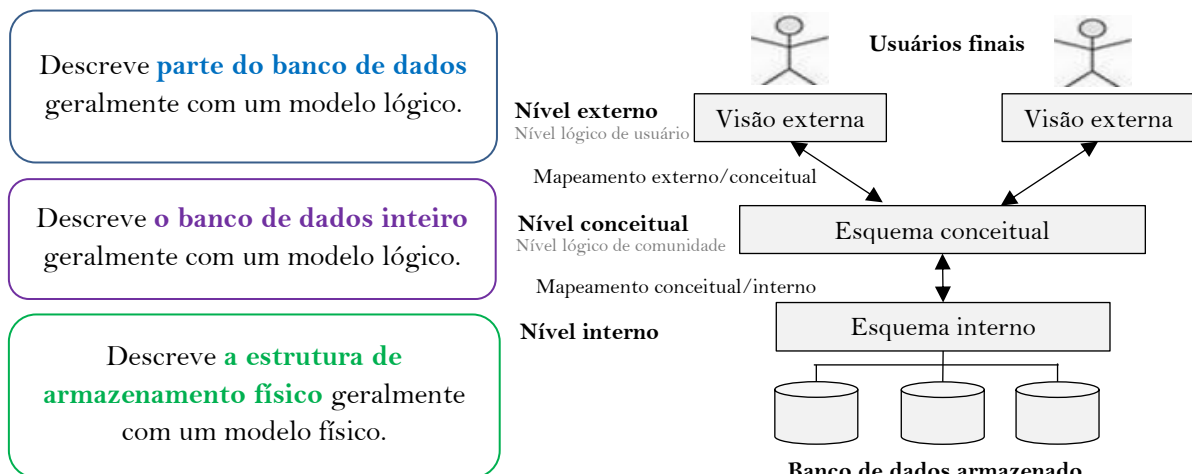 Descreve parte do banco de dados
geralmente com um modelo lógico.
Descreve o banco de dados inteiro
geralmente com um modelo lógico.
Descreve a estrutura de
armazenamento físico geralmente
com um modelo físico.
Usuários finais
Nível externo
Nível lógico de usuário
Visão externa
Visão externa
Mapeamento externo/conceitual
Nível conceitual
Nível lógico de comunidade
Esquema conceitual
Mapeamento conceitual/interno
Nível interno
Esquema interno
Banco de dados armazenado